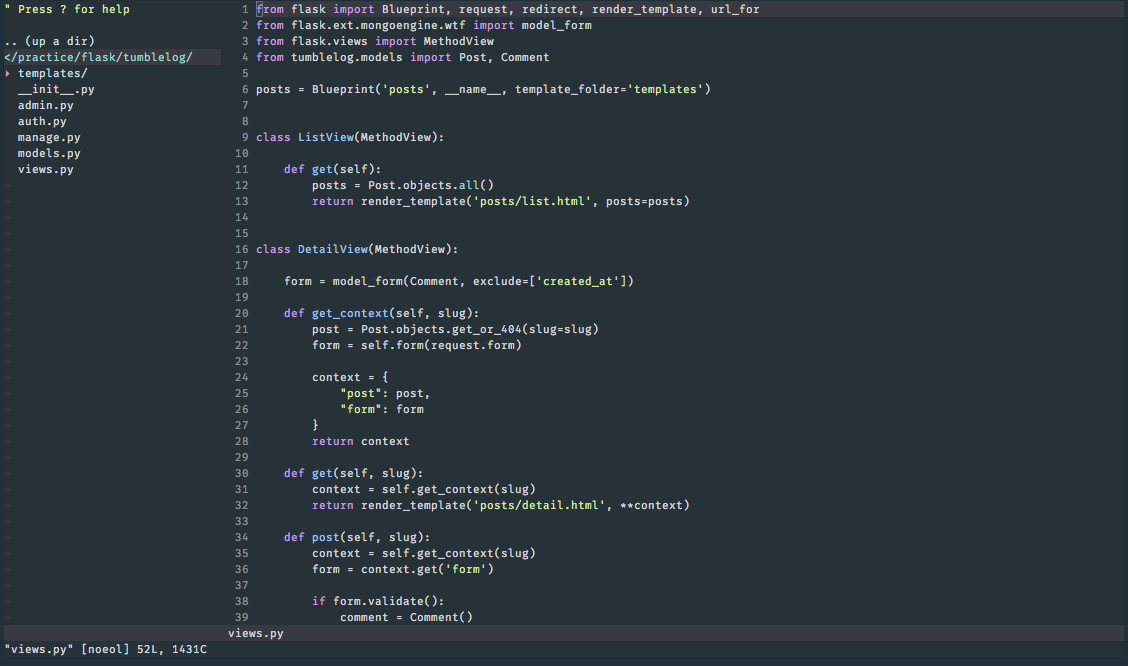 " Press ? for help
.. (up a dir)
</practice/flask/tumblelog/
▸ templates/
__init__.py
admin.py
auth.py
manage.py
models.py
views.py
1 from flask import Blueprint, request, redirect, render_template, url_for
2 from flask.ext.mongoengine.wtf import model_form
3 from flask.views import MethodView
4 from tumblelog.models import Post, Comment
5
6 posts = Blueprint('posts', __name__, template_folder='templates')
7
8
9 class ListView(MethodView):
10
11     def get(self):
12         posts = Post.objects.all()
13         return render_template('posts/list.html', posts=posts)
14
15
16 class DetailView(MethodView):
17
18     form = model_form(Comment, exclude=['created_at'])
19
20     def get_context(self, slug):
21         post = Post.objects.get_or_404(slug=slug)
22         form = self.form(request.form)
23
24         context = {
25             "post": post,
26             "form": form
27         }
28         return context
29
30     def get(self, slug):
31         context = self.get_context(slug)
32         return render_template('posts/detail.html', **context)
33
34     def post(self, slug):
35         context = self.get_context(slug)
36         form = context.get('form')
37
38         if form.validate():
39             comment = Comment()
views.py
"views.py" [noeol] 52L, 1431C